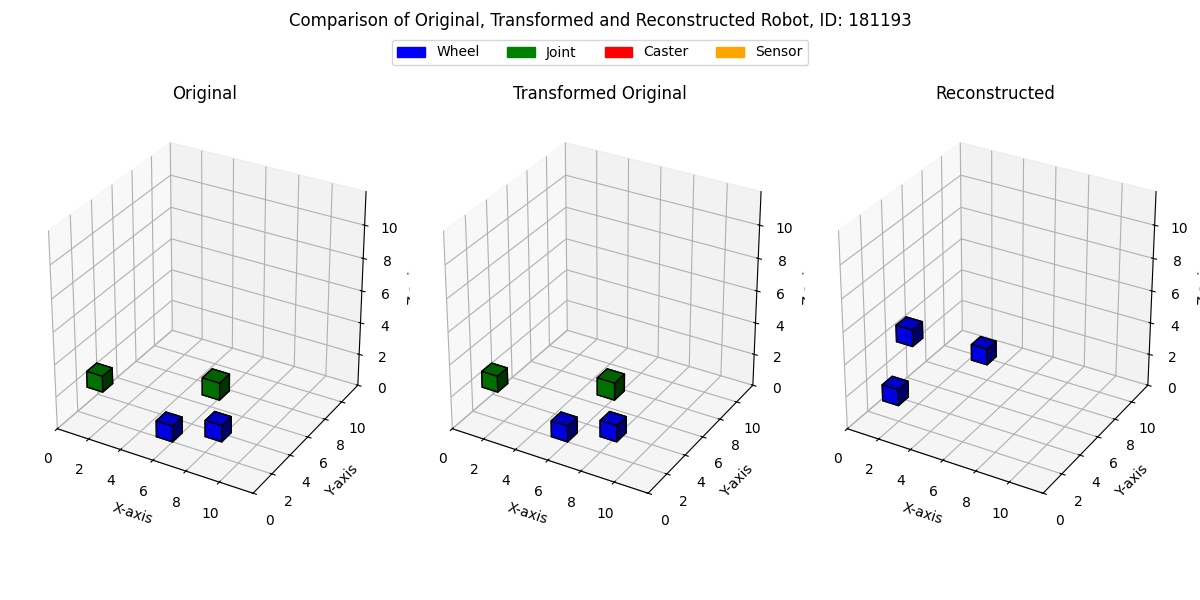 Comparison of Original, Transformed and Reconstructed Robot, ID: 181193
Wheel Joint Caster Sensor
Original Transformed Original Reconstructed
10 10 10
8 8 8
6 6 6
4 4 4
2 2 2
0 0 0
0 2 4 6 8 10 0 2 4 6 8 10 0 2 4 6 8 10
0 2 4 6 8 10 0 2 4 6 8 10 0 2 4 6 8 10
X-axis Y-axis X-axis Y-axis X-axis Y-axis